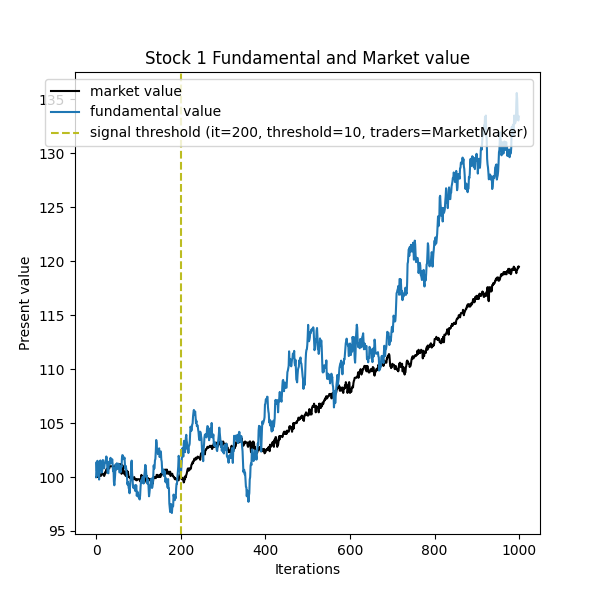 Stock 1 Fundamental and Market value
market value
fundamental value
signal threshold (it=200, threshold=10, traders=MarketMaker)
135
130
125
120
115
110
105
100
95
Present value
0 200 400 600 800 1000
Iterations